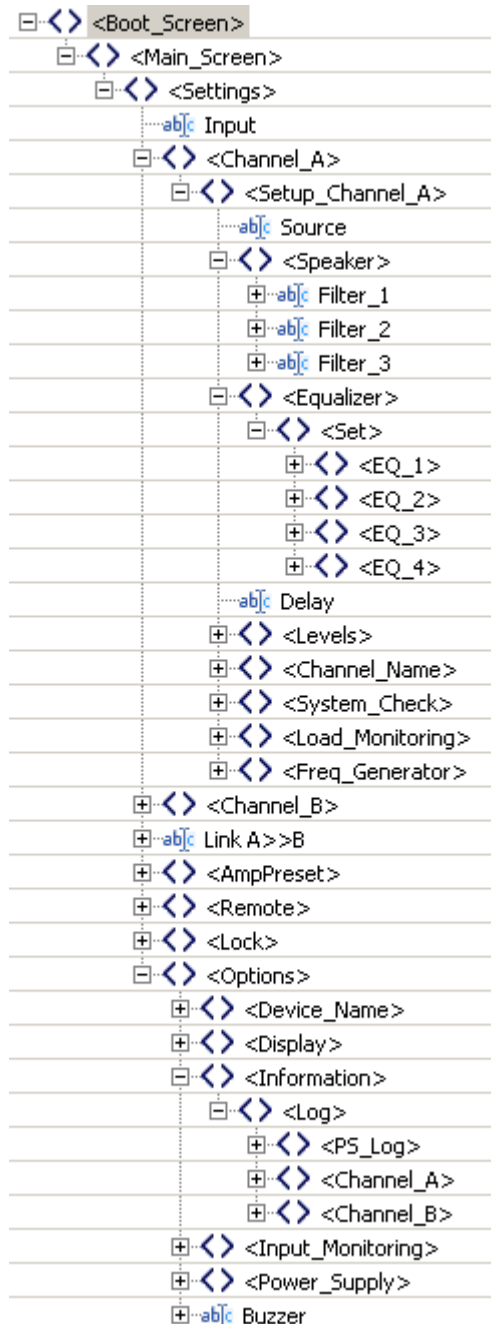 <Boot_Screen>
<Main_Screen>
<Settings>
Input
<Channel_A>
<Setup_Channel_A>
Source
<Speaker>
Filter_1
Filter_2
Filter_3
<Equalizer>
<Set>
<EQ_1>
<EQ_2>
<EQ_3>
<EQ_4>
Delay
<Levels>
<Channel_Name>
<System_Check>
<Load_Monitoring>
<Freq_Generator>
<Channel_B>
Link A>>B
<AmpPreset>
<Remote>
<Lock>
<Options>
<Device_Name>
<Display>
<Information>
<Log>
<PS_Log>
<Channel_A>
<Channel_B>
<Input_Monitoring>
<Power_Supply>
Buzzer